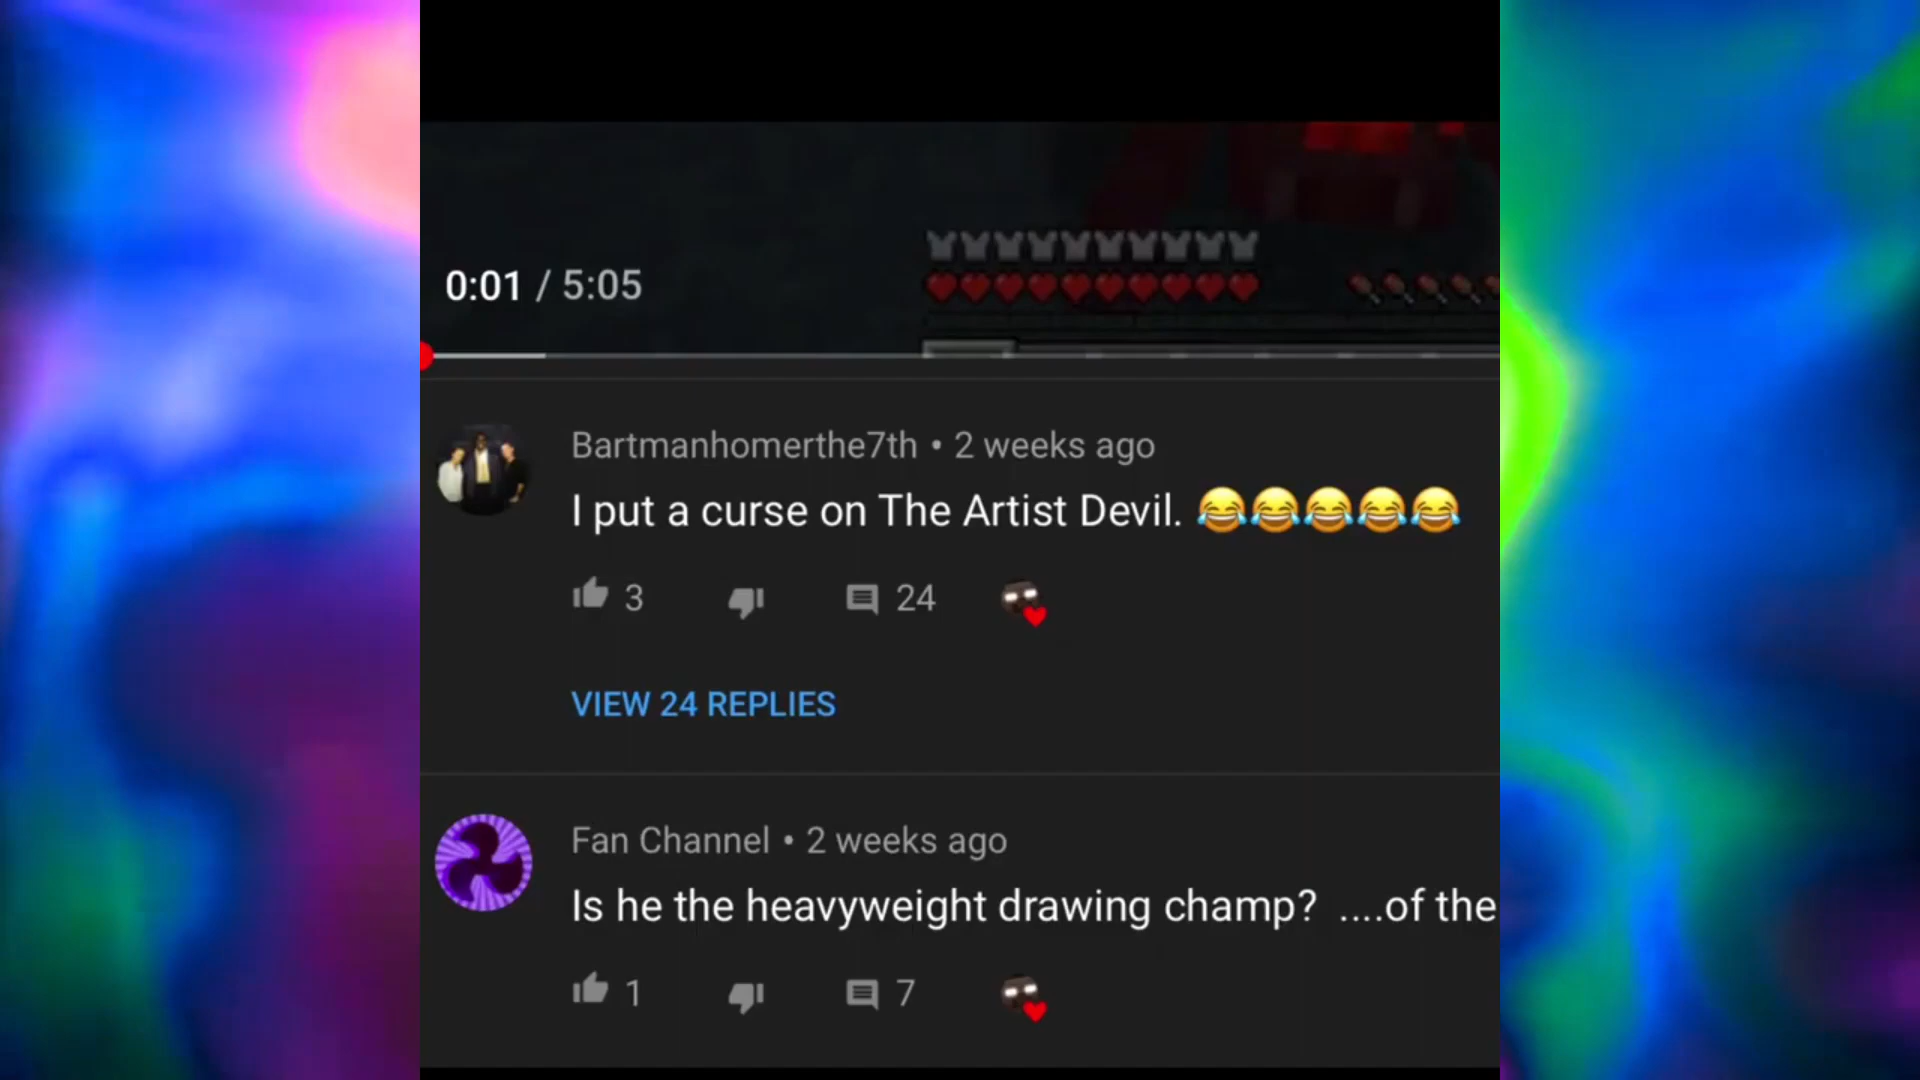 0:01 / 5:05
Bartmanhomerthe7th • 2 weeks ago
I put a curse on The Artist Devil. 😂😂😂😂😂
3 24
VIEW 24 REPLIES
Fan Channel • 2 weeks ago
Is he the heavyweight drawing champ? ....of the
1 7